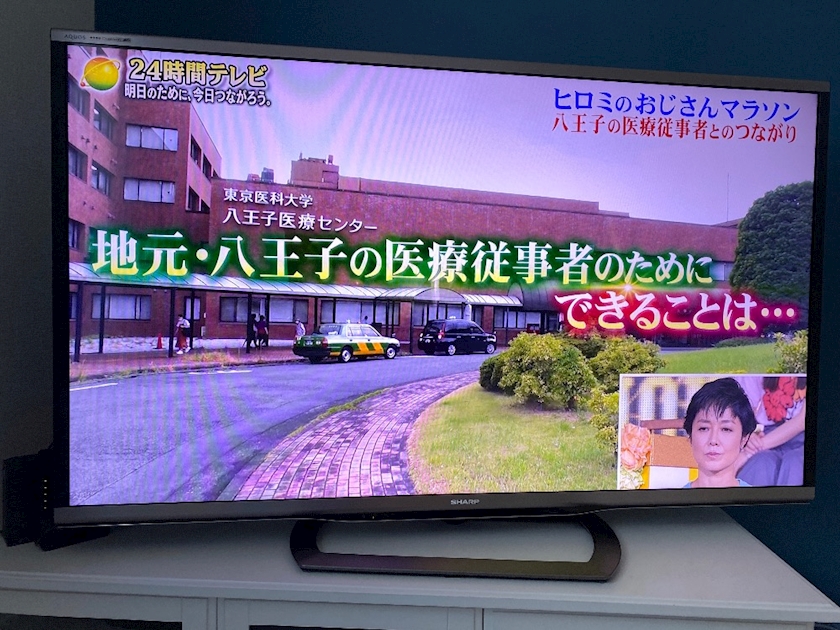 AQUOS
24時間テレビ
明日のために、今日つながろう。
ヒロミのおじさんマラソン
八王子の医療従事者とのつながり
東京医科大学
八王子医療センター
地元・八王子の医療従事者のために
できることは…
SHARP